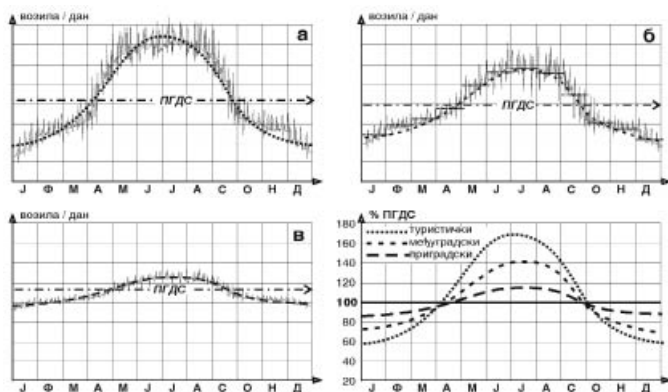 возила / дан
а
ПГДС
Ј Ф М А М Ј Ј А С О Н Д
возила / дан
б
ПГДС
Ј Ф М А М Ј Ј А С О Н Д
возила / дан
в
ПГДС
Ј Ф М А М Ј Ј А С О Н Д
% ПГДС
180
160
140
120
100
80
60
40
20
туристички
међуградски
приградски
Ј Ф М А М Ј Ј А С О Н Д